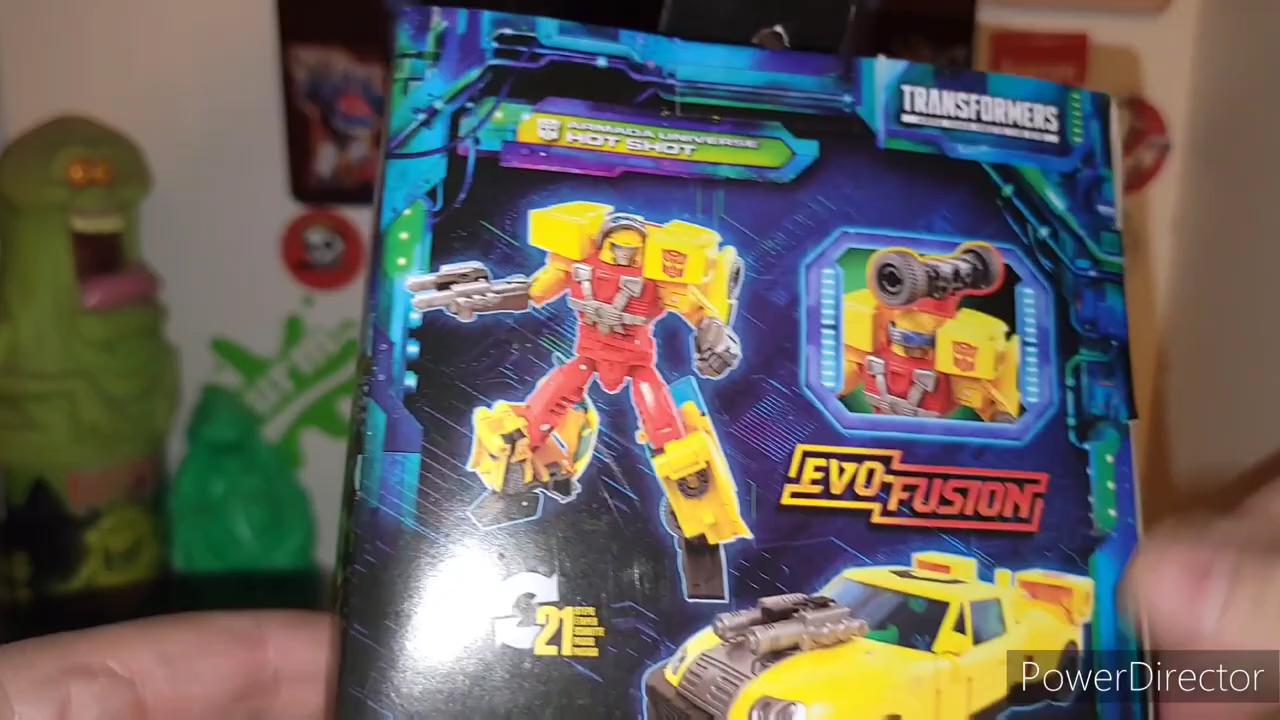 TRANSFORMERS
ARMADA UNIVERSE
HOT SHOT
EVO
FUSION
21
PowerDirector